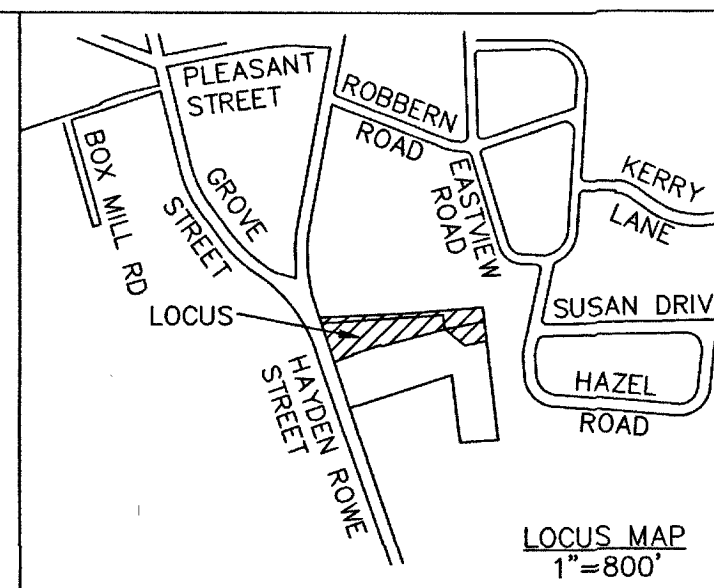 PLEASANT
STREET
ROBBERN
ROAD
BOX MILL RD
GROVE
STREET
EASTVIEW
ROAD
KERRY
LANE
LOCUS
SUSAN DRIV
HAYDEN ROWE
STREET
HAZEL
ROAD
LOCUS MAP
1"=800'